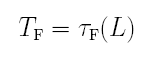 T_F = τ_F(L)